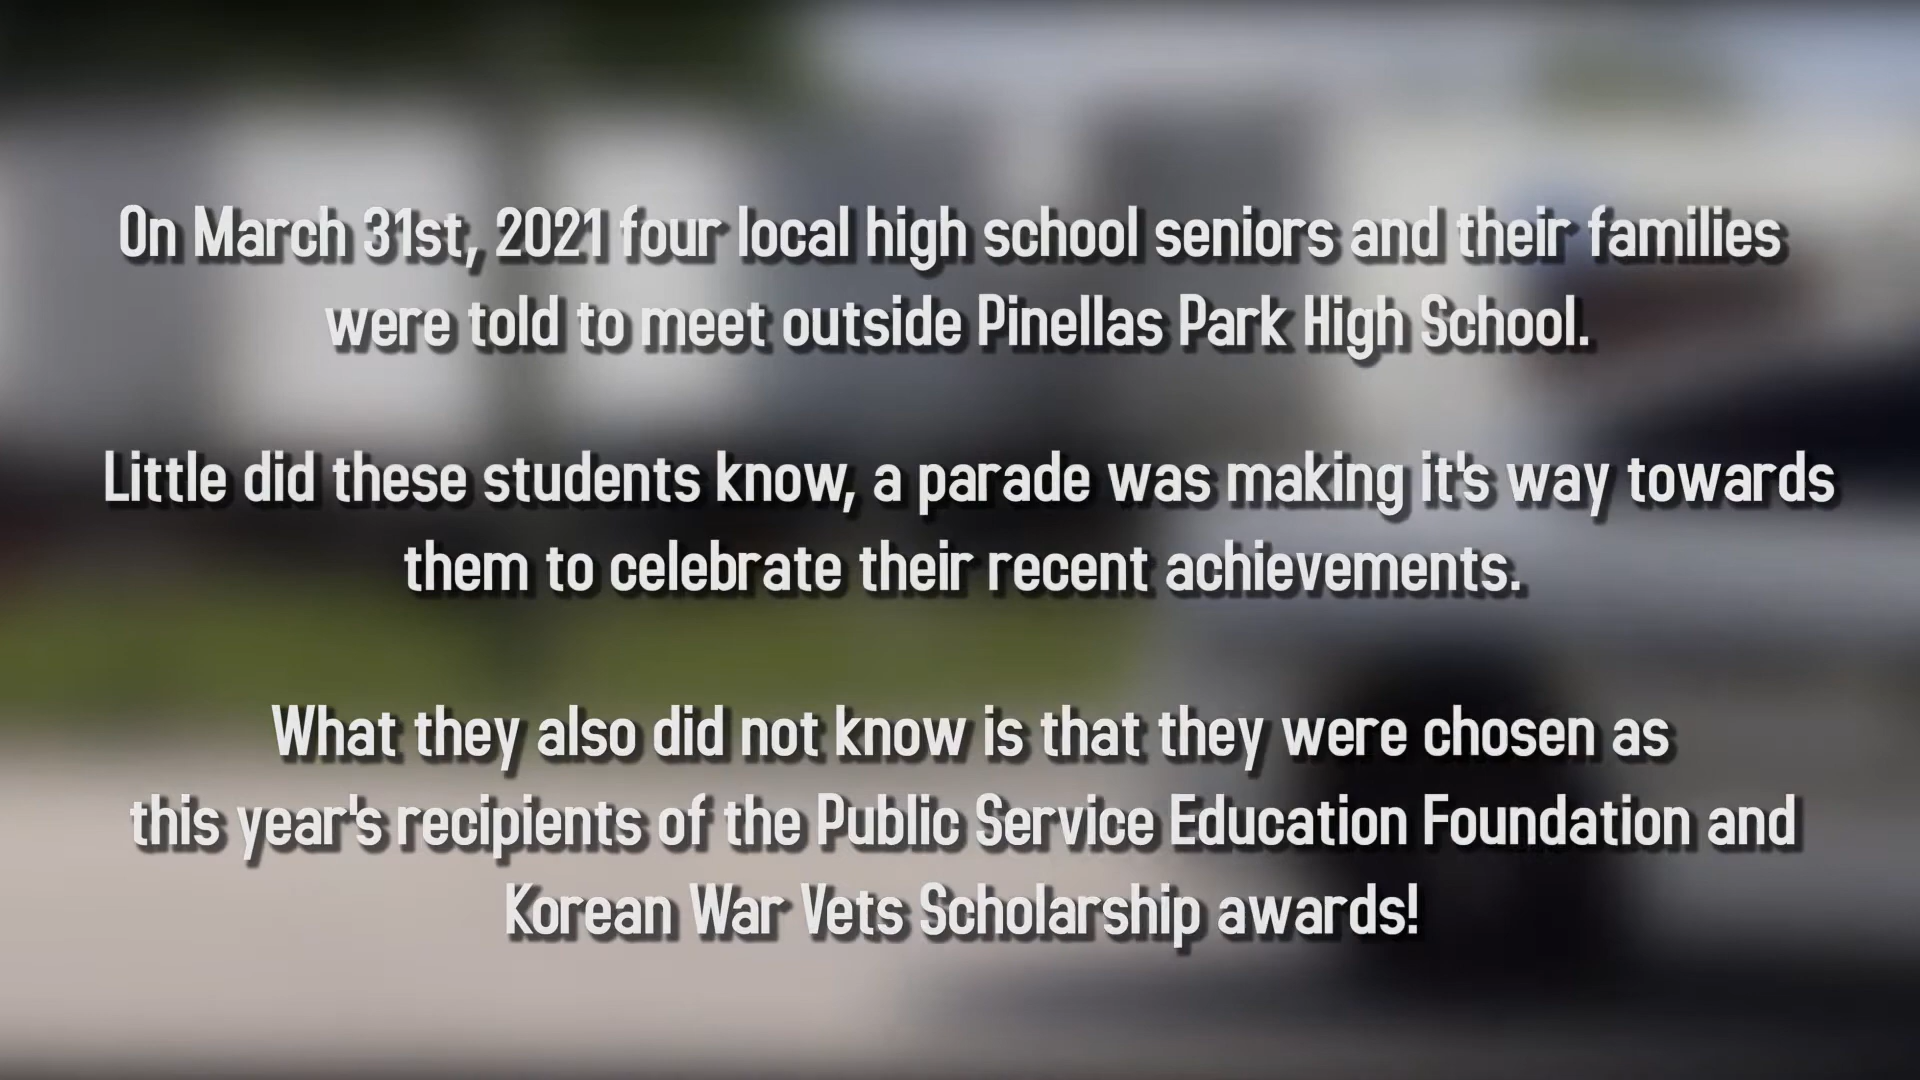 On March 31st, 2021 four local high school seniors and their families
were told to meet outside Pinellas Park High School.
Little did these students know, a parade was making it's way towards
them to celebrate their recent achievements.
What they also did not know is that they were chosen as
this year's recipients of the Public Service Education Foundation and
Korean War Vets Scholarship awards!